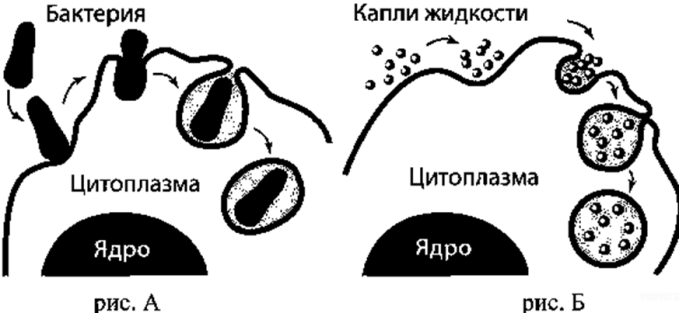 Бактерия
Капли жидкости
Цитоплазма
Цитоплазма
Ядро
Ядро
рис. А
рис. Б